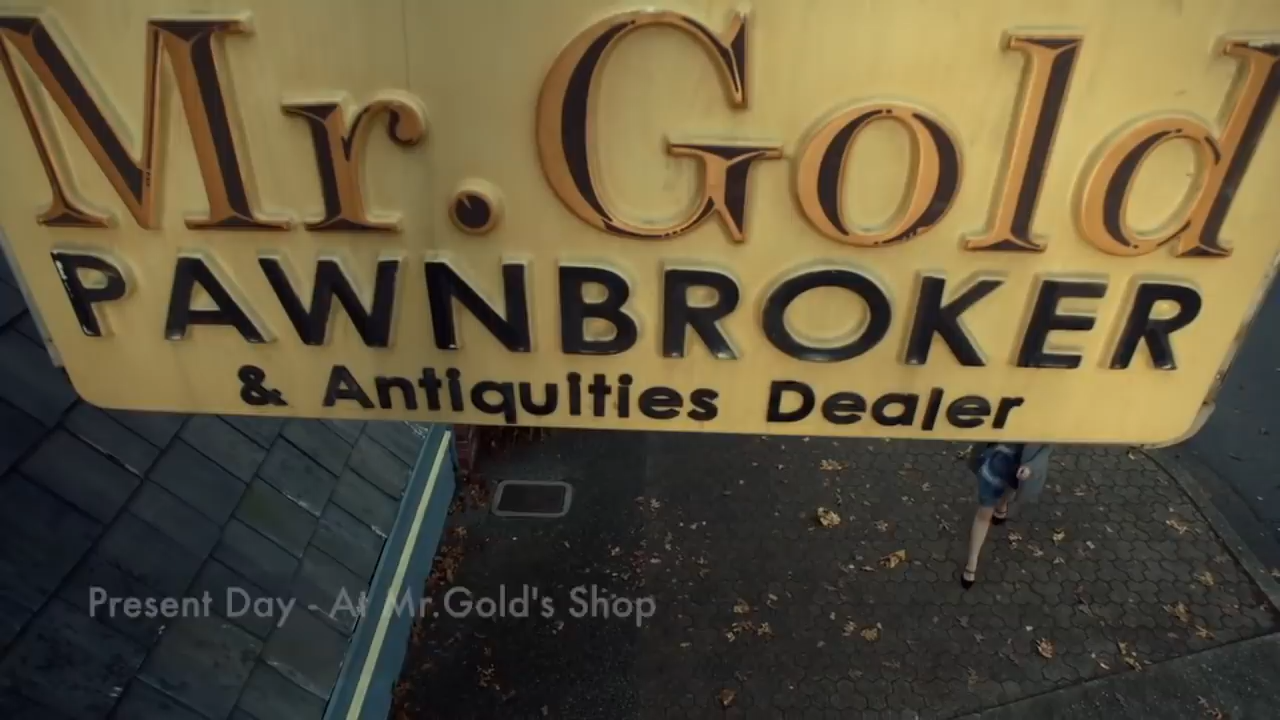 Mr. Gold
PAWNBROKER
& Antiquities Dealer
Present Day - At Mr.Gold's Shop